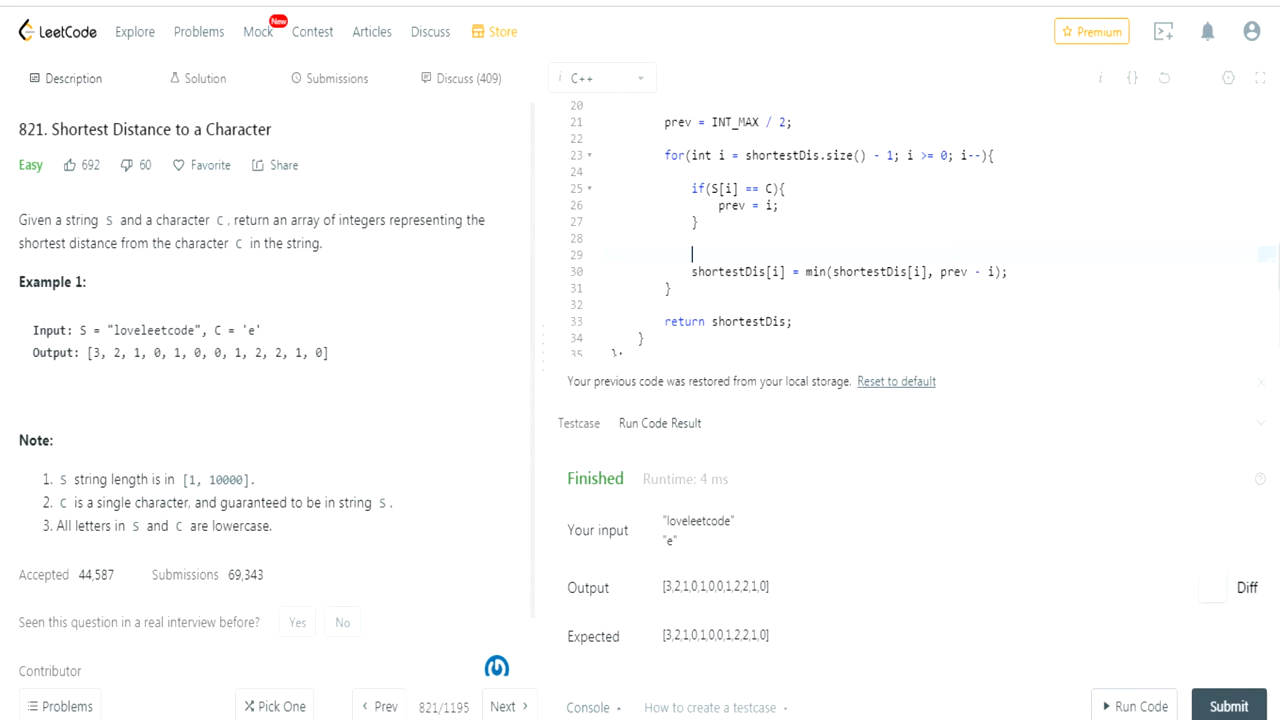 LeetCode Explore Problems Mock New Contest Articles Discuss Store Premium
Description Solution Submissions Discuss (409)
i C++
821. Shortest Distance to a Character
Easy 692 60 Favorite Share
Given a string S and a character C, return an array of integers representing the
shortest distance from the character C in the string.
Example 1:
Input: S = "loveleetcode", C = 'e'
Output: [3, 2, 1, 0, 1, 0, 0, 1, 2, 2, 1, 0]
Note:
1. S string length is in [1, 10000].
2. C is a single character, and guaranteed to be in string S.
3. All letters in S and C are lowercase.
Accepted 44,587 Submissions 69,343
Seen this question in a real interview before? Yes No
Contributor
Problems Pick One Prev 821/1195 Next
20
21 prev = INT_MAX / 2;
22
23 for(int i = shortestDis.size() - 1; i >= 0; i--){
24
25 if(S[i] == C){
26 prev = i;
27 }
28
29
30 shortestDis[i] = min(shortestDis[i], prev - i);
31 }
32
33 return shortestDis;
34 }
35 };
Your previous code was restored from your local storage. Reset to default
Testcase Run Code Result
Finished Runtime: 4 ms
Your input "loveleetcode"
"e"
Output [3,2,1,0,1,0,0,1,2,2,1,0]
Diff
Expected [3,2,1,0,1,0,0,1,2,2,1,0]
Console How to create a testcase Run Code Submit